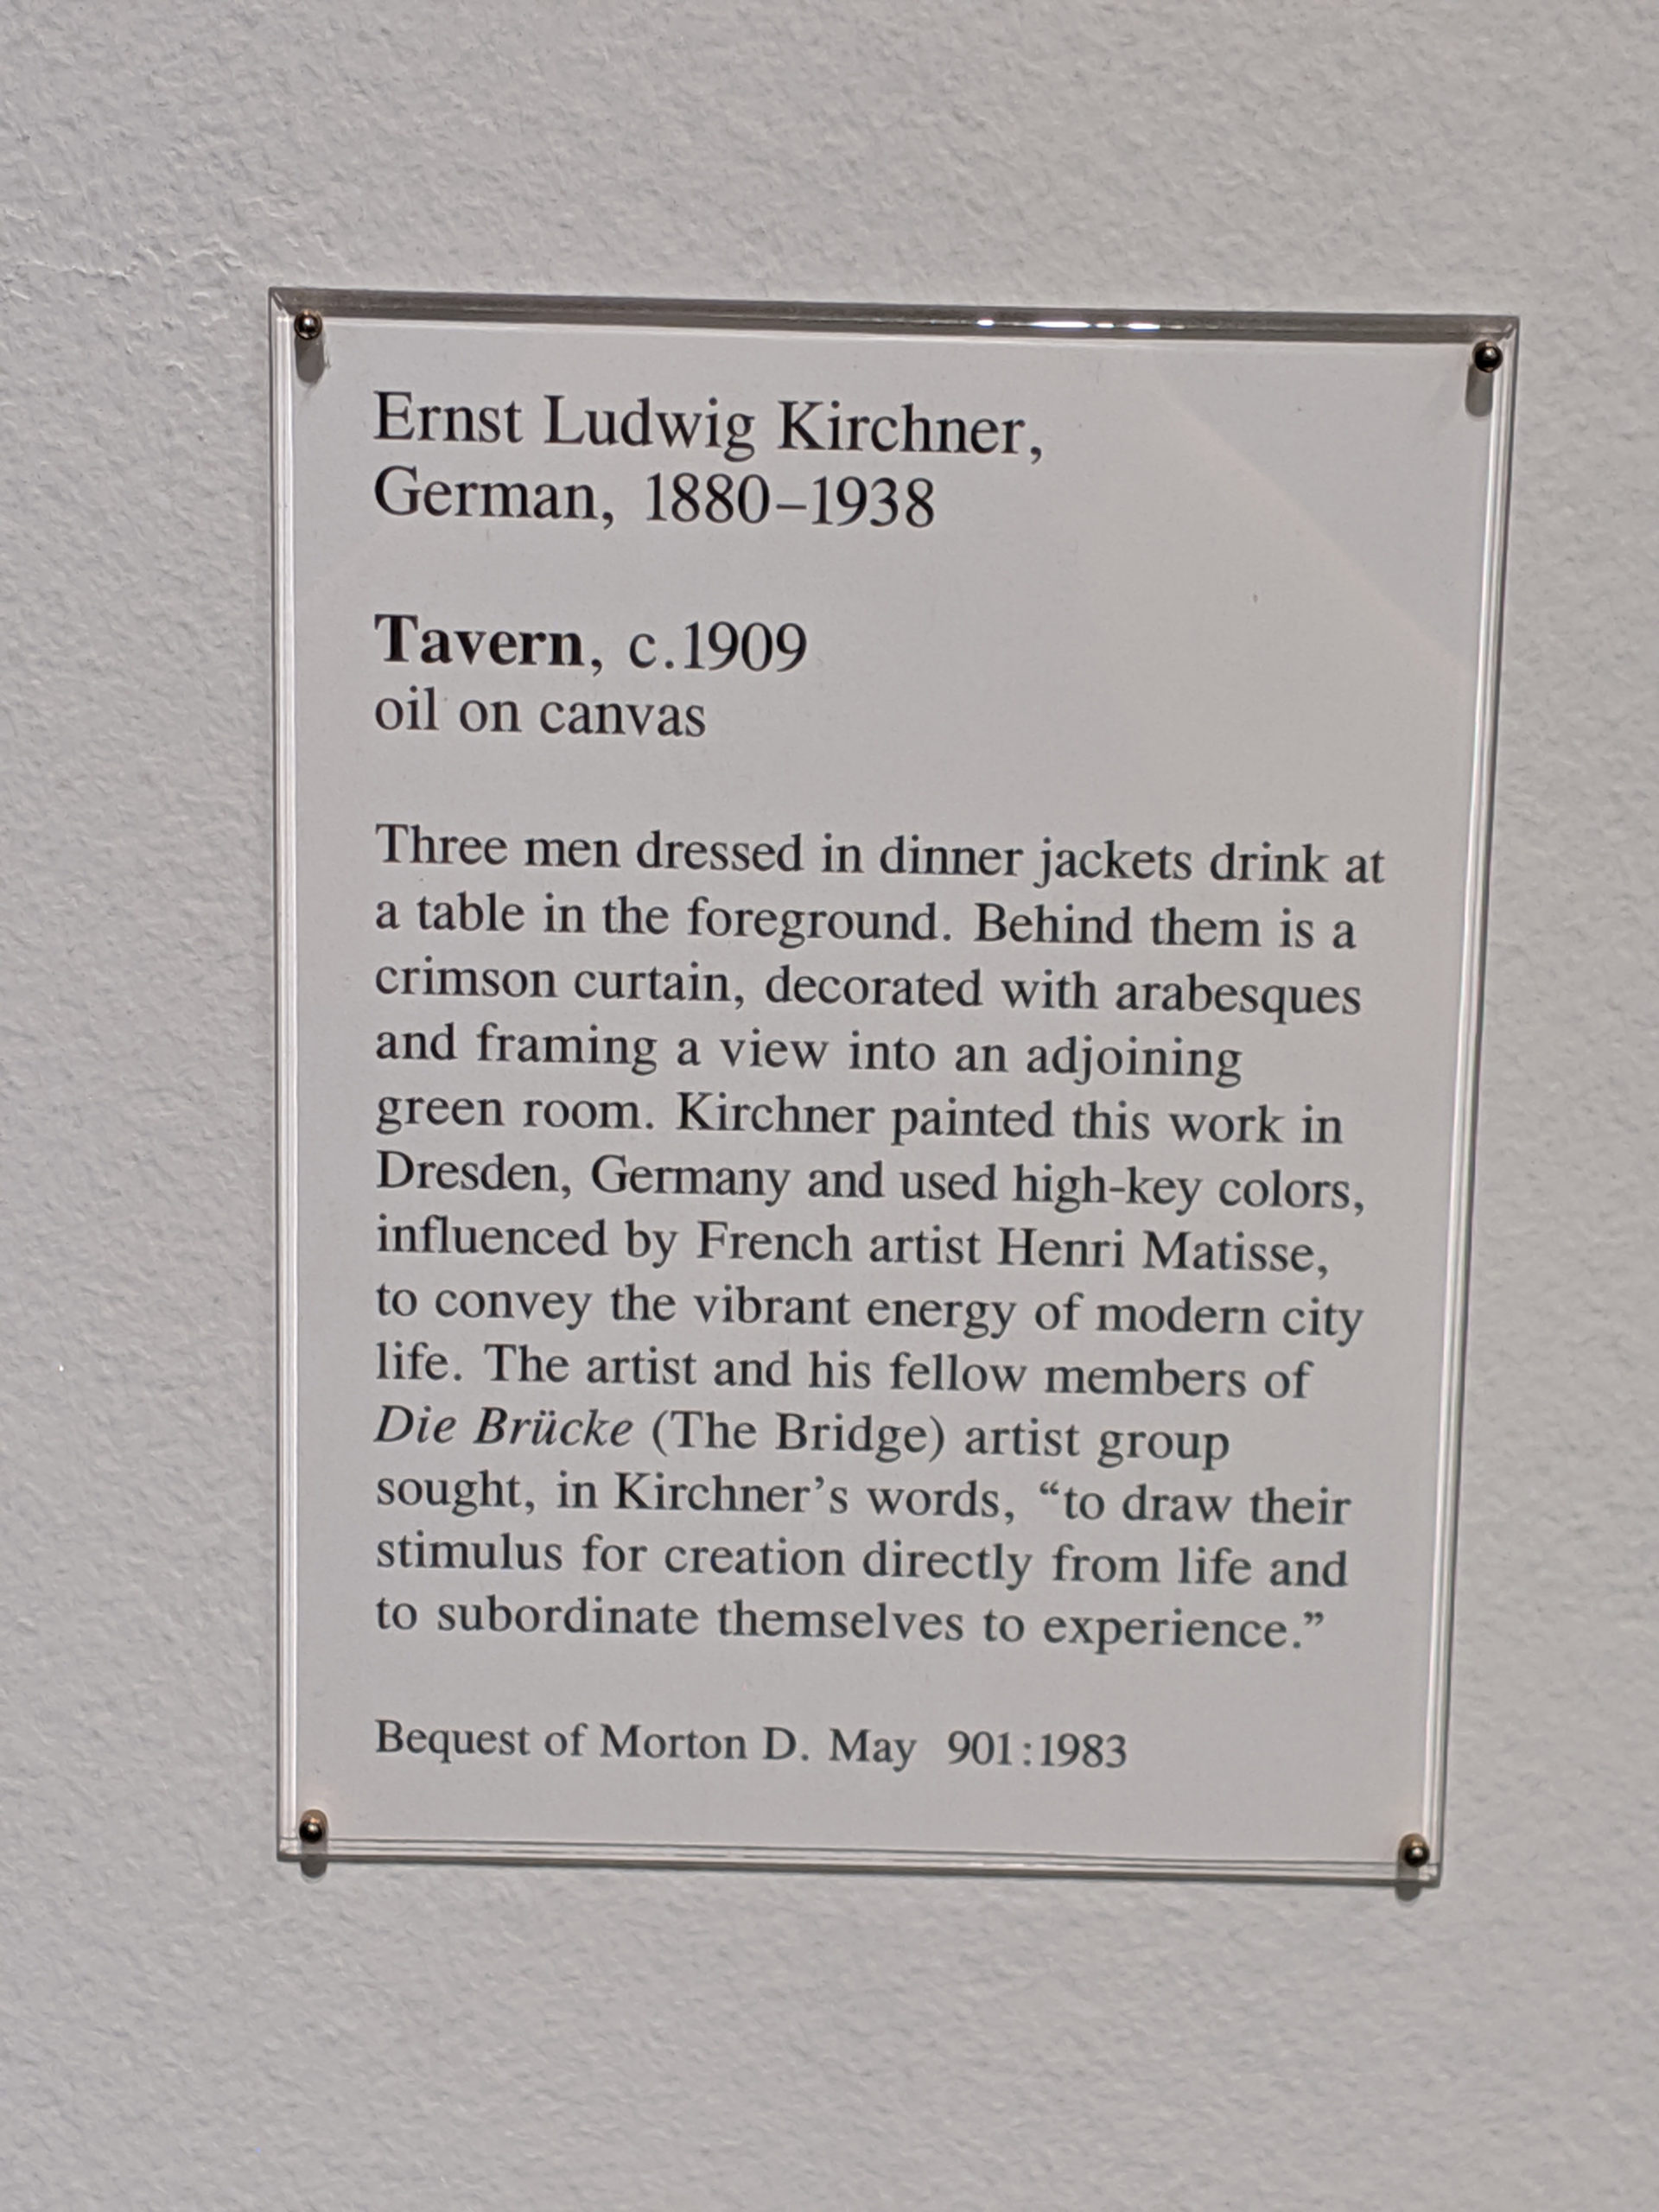 Ernst Ludwig Kirchner,
German, 1880–1938
Tavern, c.1909
oil on canvas
Three men dressed in dinner jackets drink at
a table in the foreground. Behind them is a
crimson curtain, decorated with arabesques
and framing a view into an adjoining
green room. Kirchner painted this work in
Dresden, Germany and used high-key colors,
influenced by French artist Henri Matisse,
to convey the vibrant energy of modern city
life. The artist and his fellow members of
Die Brücke (The Bridge) artist group
sought, in Kirchner’s words, “to draw their
stimulus for creation directly from life and
to subordinate themselves to experience.”
Bequest of Morton D. May 901:1983